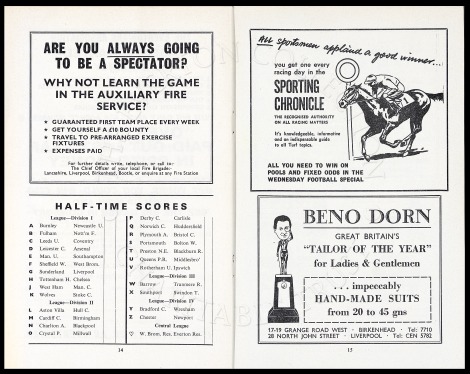 ARE YOU ALWAYS GOING
TO BE A SPECTATOR?
WHY NOT LEARN THE GAME
IN THE AUXILIARY FIRE
SERVICE?
★ GUARANTEED FIRST TEAM PLACE EVERY WEEK
★ GET YOURSELF A £10 BOUNTY
★ TRAVEL TO PRE-ARRANGED EXERCISE
FIXTURES
★ EXPENSES PAID
For further details write, telephone, or call to:-
The Chief Officer of your local Fire Brigade:-
Lancashire, Liverpool, Birkenhead, Bootle, or enquire at any Fire Station
HALF-TIME SCORES
League—Division I
A Burnley Newcastle U.
B Fulham Nott'm F.
C Leeds U. Coventry
D Leicester C. Arsenal
E Man. U. Southampton
F Sheffield W. West Brom.
G Sunderland Liverpool
H Tottenham H. Chelsea
J West Ham Man. C.
K Wolves Stoke C.
League—Division II
L Aston Villa Hull C.
M Cardiff C. Birmingham
N Charlton A. Blackpool
O Crystal P. Millwall
P Derby C. Carlisle
Q Norwich C. Huddersfield
R Plymouth A. Bristol C.
S Portsmouth Bolton W.
T Preston N.E. Blackburn R.
U Queens P.R. Middlesbro'
V Rotherham U. Ipswich
League—Division III
W Barrow Tranmere R.
X Southport Swindon T.
League—Division IV
Y Bradford C. Wrexham
Z Chester Newport
Central League
W. Brom. Res. Everton Res.
14
ALL sportsmen applaud a good winner...
you get one every
racing day in the
SPORTING
CHRONICLE
THE RECOGNISED AUTHORITY
ON ALL RACING MATTERS
It's knowledgeable, informative
and an indispensable guide
to all Turf topics.
ALL YOU NEED TO WIN ON
POOLS AND FIXED ODDS IN THE
WEDNESDAY FOOTBALL SPECIAL
BENO DORN
GREAT BRITAIN'S
"TAILOR OF THE YEAR"
for Ladies & Gentlemen
. . . impeccably
HAND-MADE SUITS
from 20 to 45 gns
17-19 GRANGE ROAD WEST · BIRKENHEAD · Tel: 7710
28 NORTH JOHN STREET · LIVERPOOL · Tel: CEN 5782
15